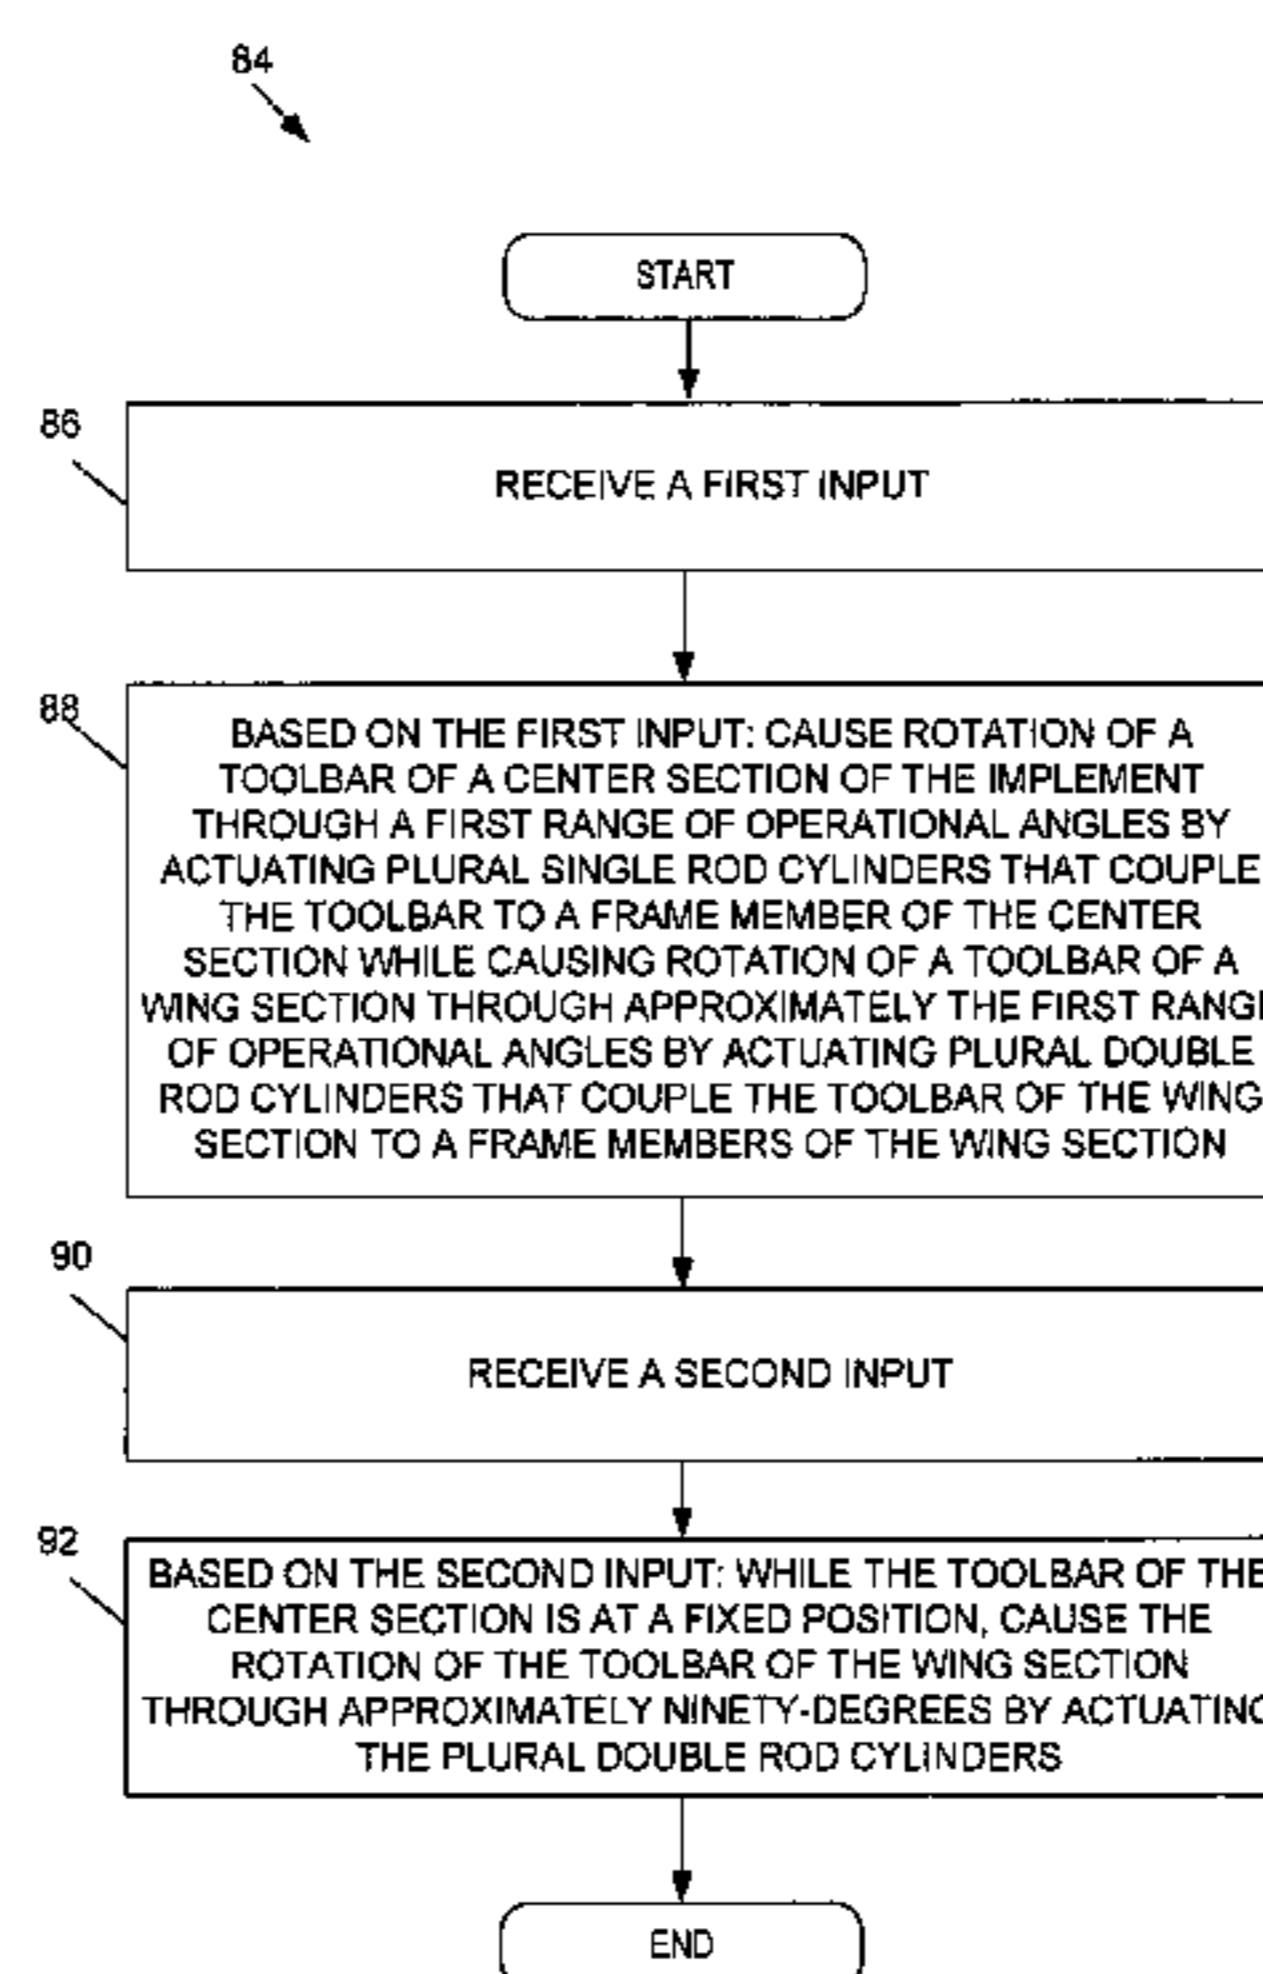 84
START
86
RECEIVE A FIRST INPUT
88
BASED ON THE FIRST INPUT: CAUSE ROTATION OF A
TOOLBAR OF A CENTER SECTION OF THE IMPLEMENT
THROUGH A FIRST RANGE OF OPERATIONAL ANGLES BY
ACTUATING PLURAL SINGLE ROD CYLINDERS THAT COUPLE
THE TOOLBAR TO A FRAME MEMBER OF THE CENTER
SECTION WHILE CAUSING ROTATION OF A TOOLBAR OF A
WING SECTION THROUGH APPROXIMATELY THE FIRST RANGE
OF OPERATIONAL ANGLES BY ACTUATING PLURAL DOUBLE
ROD CYLINDERS THAT COUPLE THE TOOLBAR OF THE WING
SECTION TO A FRAME MEMBERS OF THE WING SECTION
90
RECEIVE A SECOND INPUT
92
BASED ON THE SECOND INPUT: WHILE THE TOOLBAR OF THE
CENTER SECTION IS AT A FIXED POSITION, CAUSE THE
ROTATION OF THE TOOLBAR OF THE WING SECTION
THROUGH APPROXIMATELY NINETY-DEGREES BY ACTUATING
THE PLURAL DOUBLE ROD CYLINDERS
END